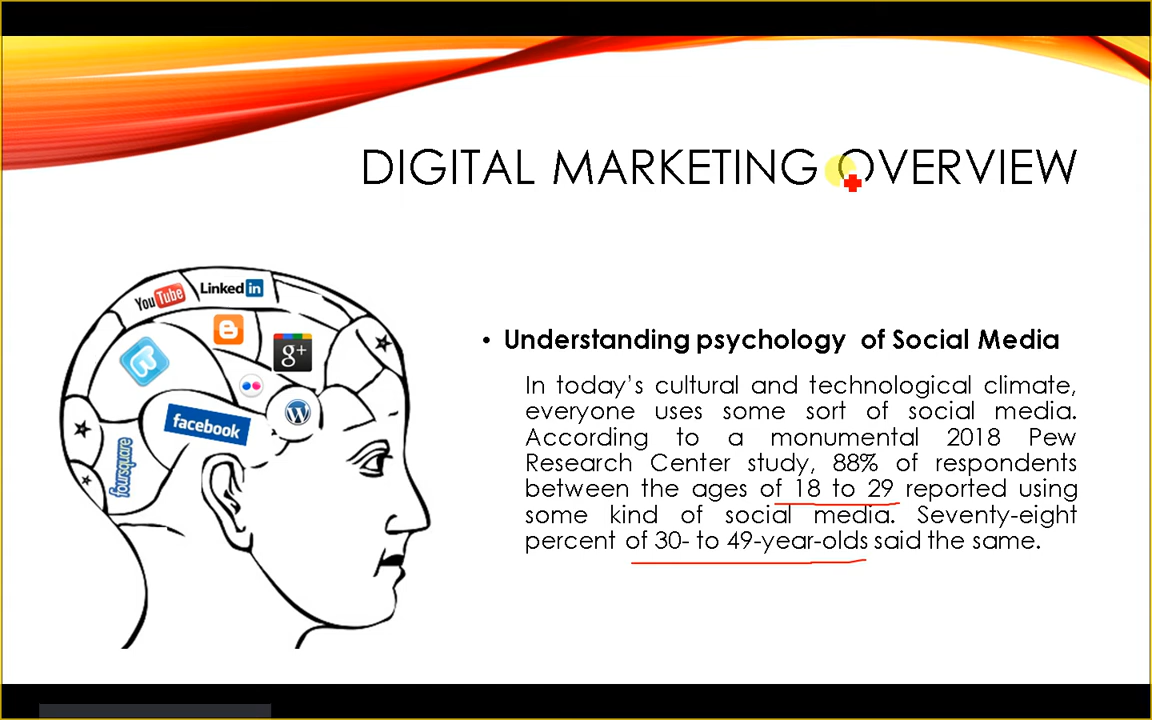 DIGITAL MARKETING OVERVIEW
YouTube
Linked in
g+
facebook
foursquare
• Understanding psychology of Social Media
In today's cultural and technological climate,
everyone uses some sort of social media.
According to a monumental 2018 Pew
Research Center study, 88% of respondents
between the ages of 18 to 29 reported using
some kind of social media. Seventy-eight
percent of 30- to 49-year-olds said the same.